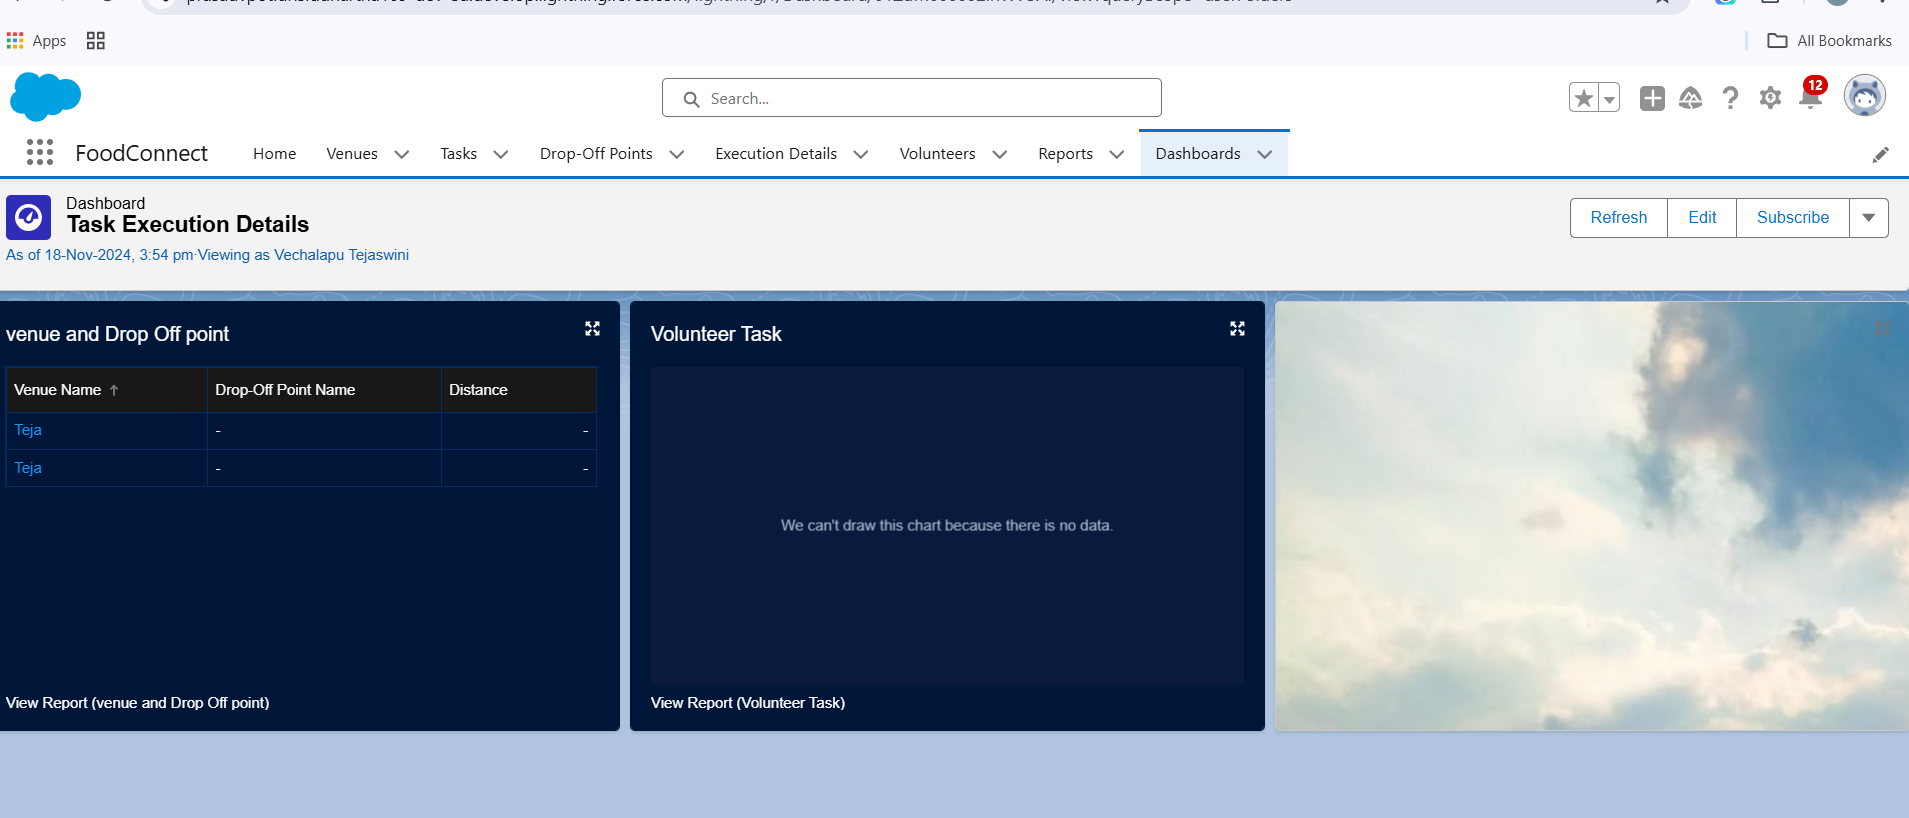 Apps
All Bookmarks
Search...
12
FoodConnect
Home
Venues
Tasks
Drop-Off Points
Execution Details
Volunteers
Reports
Dashboards
Dashboard
Task Execution Details
As of 18-Nov-2024, 3:54 pm·Viewing as Vechalapu Tejaswini
Refresh
Edit
Subscribe
venue and Drop Off point
Venue Name ↑ Drop-Off Point Name Distance
Teja - -
Teja - -
View Report (venue and Drop Off point)
Volunteer Task
We can't draw this chart because there is no data.
View Report (Volunteer Task)